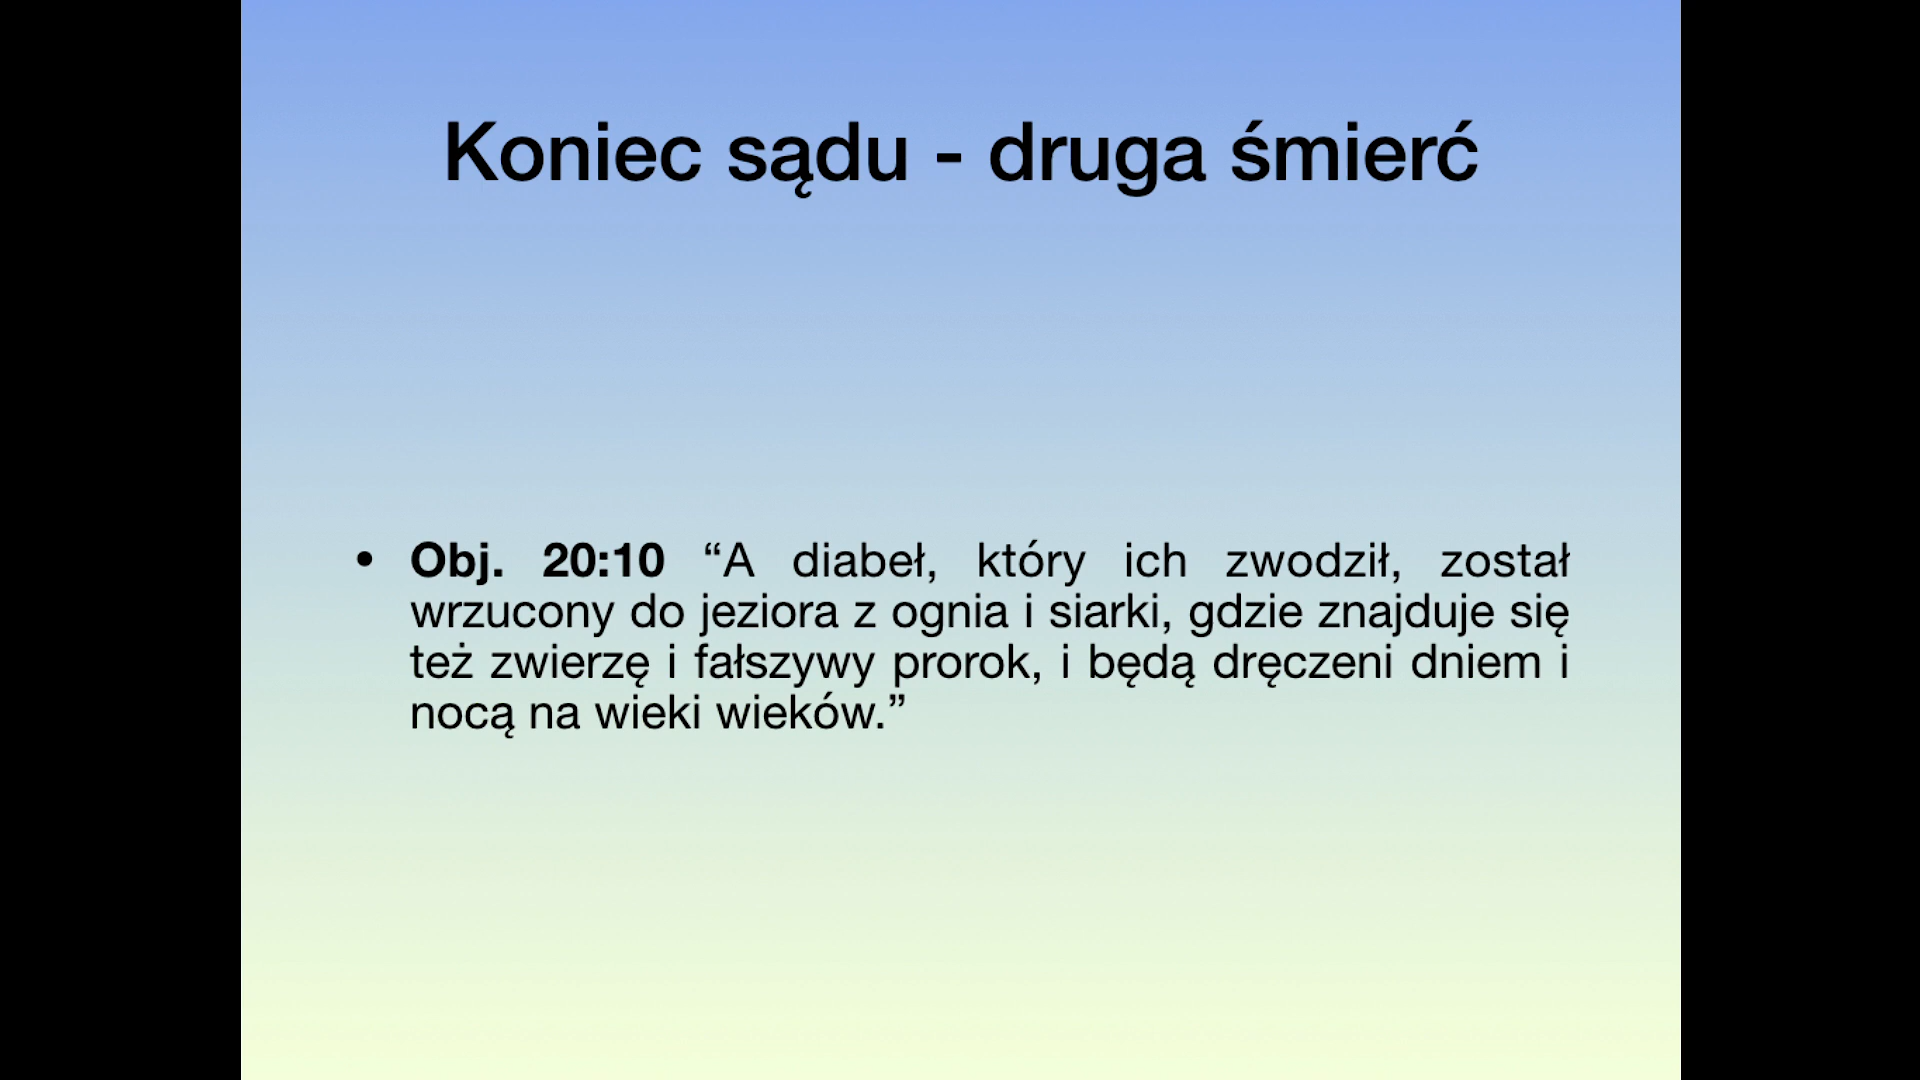 Koniec sądu - druga śmierć
• Obj. 20:10 “A diabeł, który ich zwodził, został
wrzucony do jeziora z ognia i siarki, gdzie znajduje się
też zwierzę i fałszywy prorok, i będą dręczeni dniem i
nocą na wieki wieków.”